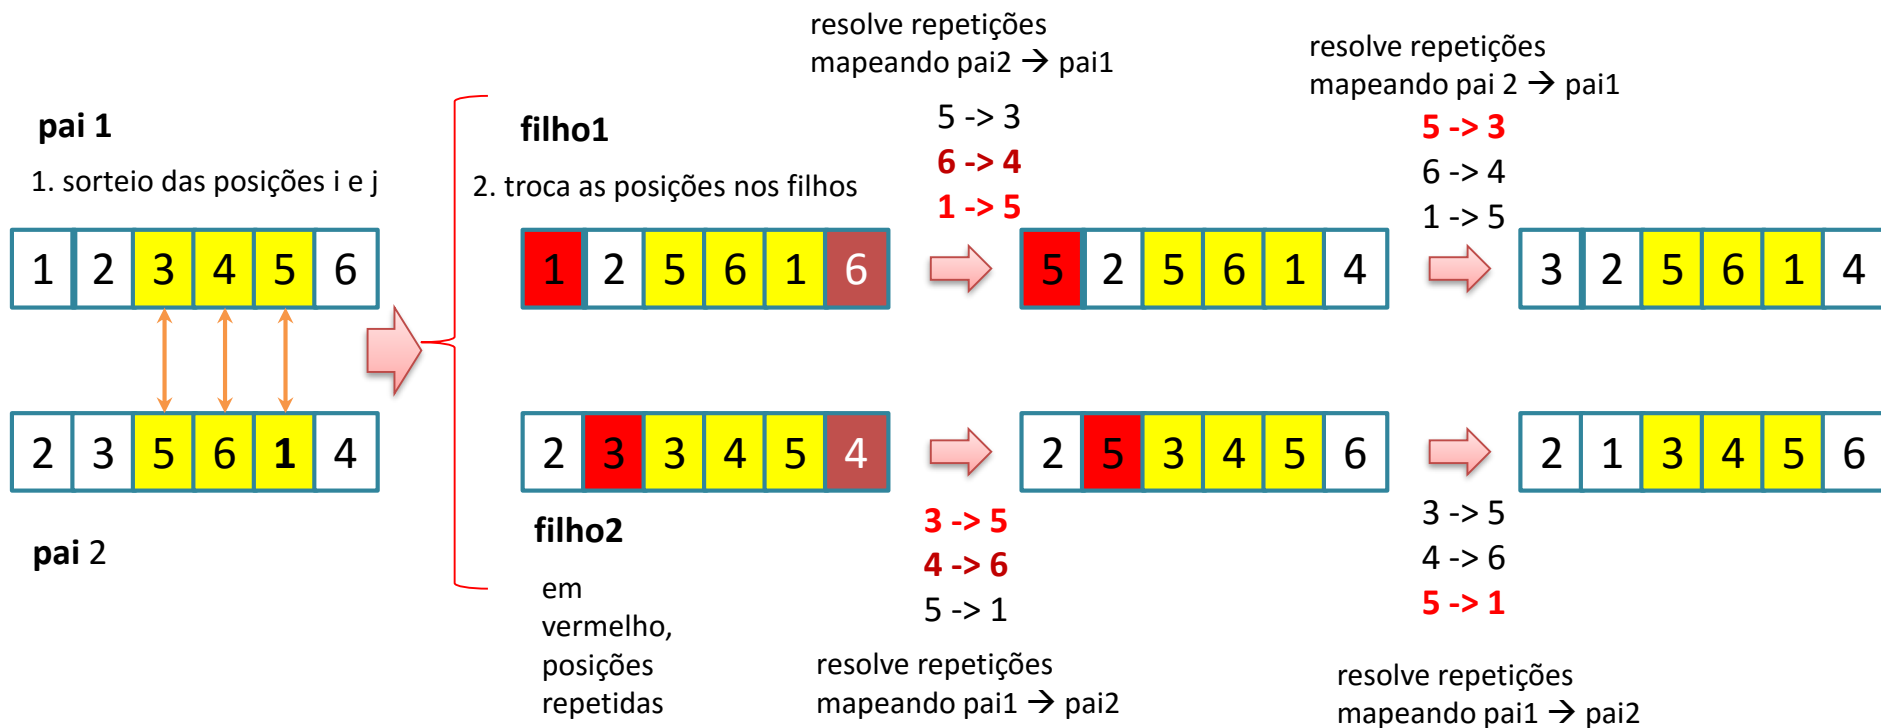 pai 1
1. sorteio das posições i e j
1 2 3 4 5 6
2 3 5 6 1 4
pai 2
filho1
2. troca as posições nos filhos
1 2 5 6 1 6
resolve repetições
mapeando pai2 → pai1
5 -> 3
6 -> 4
1 -> 5
5 2 5 6 1 4
resolve repetições
mapeando pai 2 → pai1
5 -> 3
6 -> 4
1 -> 5
3 2 5 6 1 4
2 3 3 4 5 4
filho2
em
vermelho,
posições
repetidas
3 -> 5
4 -> 6
5 -> 1
resolve repetições
mapeando pai1 → pai2
2 5 3 4 5 6
3 -> 5
4 -> 6
5 -> 1
resolve repetições
mapeando pai1 → pai2
2 1 3 4 5 6